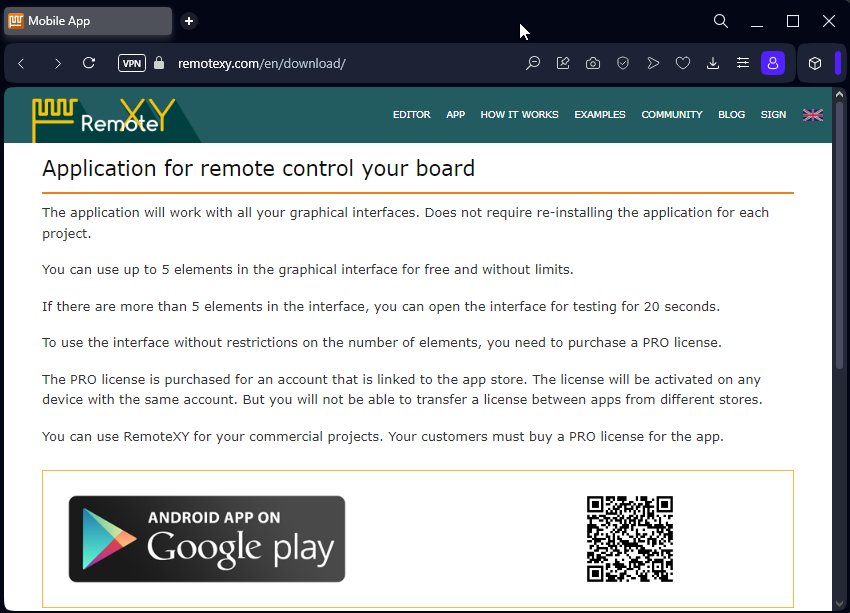 Mobile App
VPN
remotexy.com/en/download/
RemoteXY
EDITOR APP HOW IT WORKS EXAMPLES COMMUNITY BLOG SIGN
Application for remote control your board
The application will work with all your graphical interfaces. Does not require re-installing the application for each
project.
You can use up to 5 elements in the graphical interface for free and without limits.
If there are more than 5 elements in the interface, you can open the interface for testing for 20 seconds.
To use the interface without restrictions on the number of elements, you need to purchase a PRO license.
The PRO license is purchased for an account that is linked to the app store. The license will be activated on any
device with the same account. But you will not be able to transfer a license between apps from different stores.
You can use RemoteXY for your commercial projects. Your customers must buy a PRO license for the app.
ANDROID APP ON
Google play